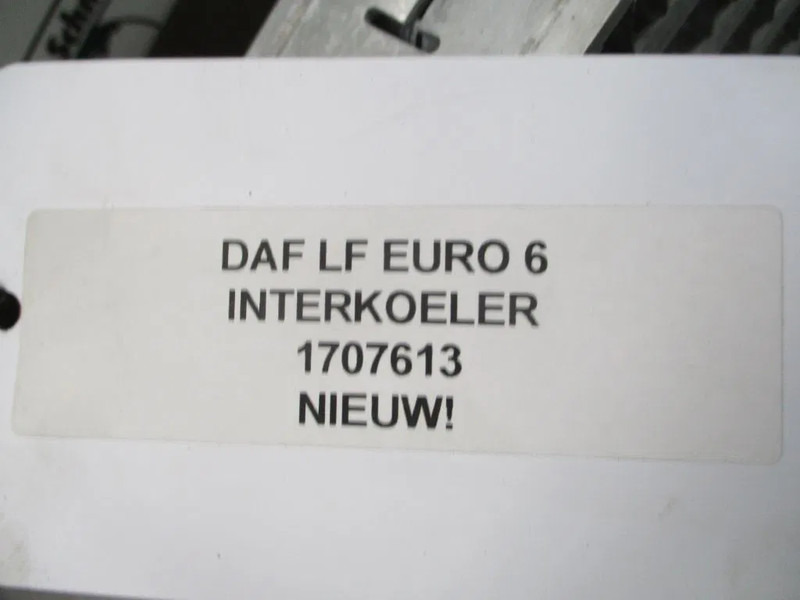 DAF LF EURO 6
INTERKOELER
1707613
NIEUW!